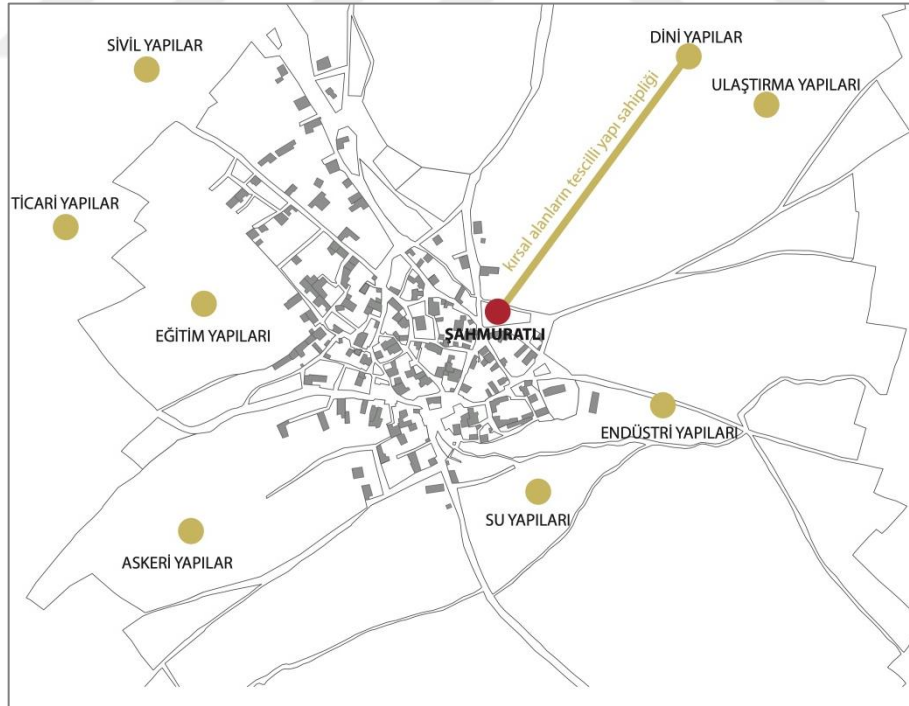 SİVİL YAPILAR
DİNİ YAPILAR
ULAŞTIRMA YAPILARI
kırsal alanların tescilli yapı sahipliği
TİCARİ YAPILAR
EĞİTİM YAPILARI
ŞAHMURATLI
ENDÜSTRİ YAPILARI
SU YAPILARI
ASKERİ YAPILAR